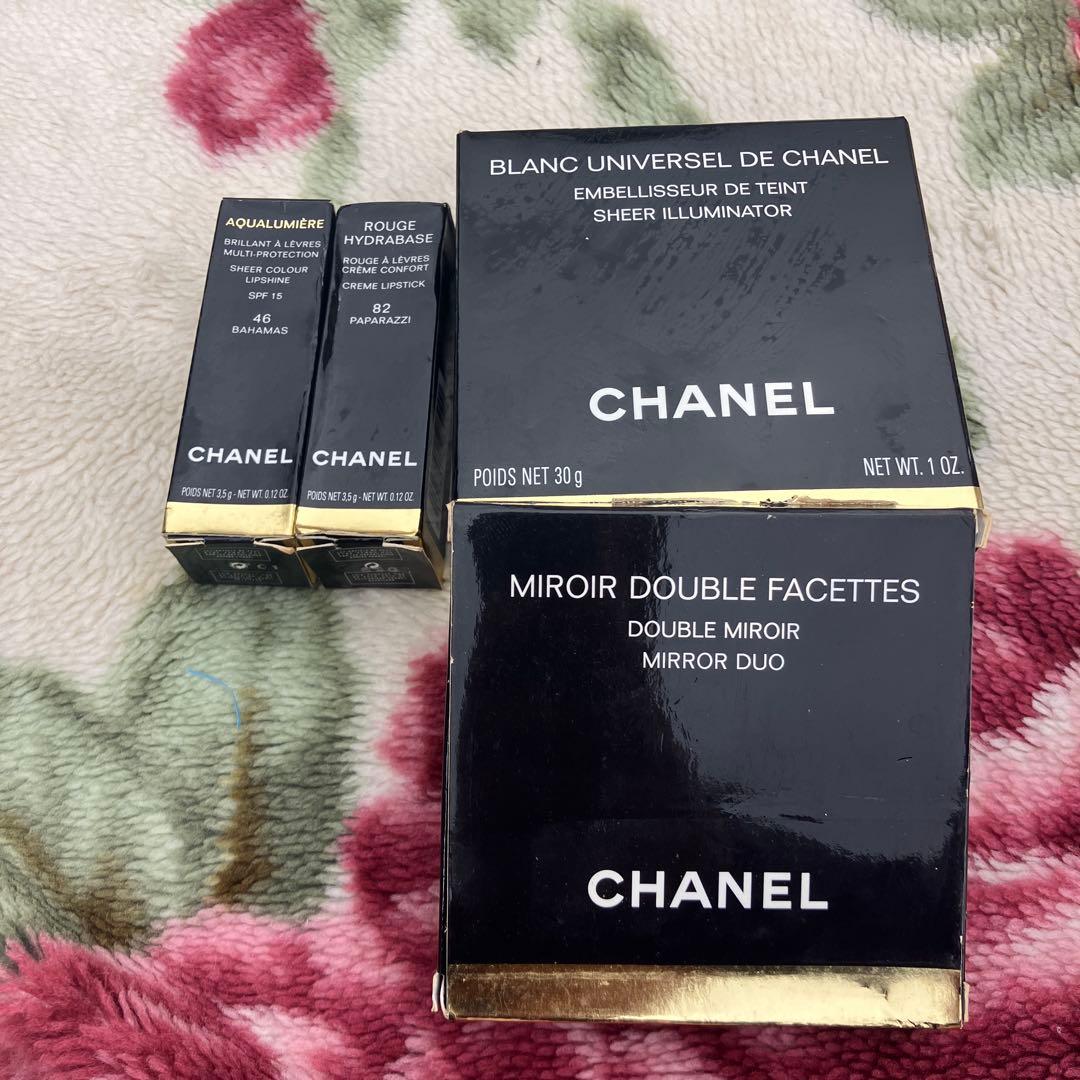 AQUALUMIÈRE
BRILLANT À LÈVRES
MULTI-PROTECTION
SHEER COLOUR
LIPSHINE
SPF 15
46
BAHAMAS
CHANEL
POIDS NET 3,5 g - NET WT. 0.12 OZ.
ROUGE
HYDRABASE
ROUGE À LÈVRES
CRÈME CONFORT
CREME LIPSTICK
82
PAPARAZZI
CHANEL
POIDS NET 3,5 g - NET WT. 0.12 OZ.
BLANC UNIVERSEL DE CHANEL
EMBELLISSEUR DE TEINT
SHEER ILLUMINATOR
CHANEL
POIDS NET 30 g
NET WT. 1 OZ.
MIROIR DOUBLE FACETTES
DOUBLE MIROIR
MIRROR DUO
CHANEL